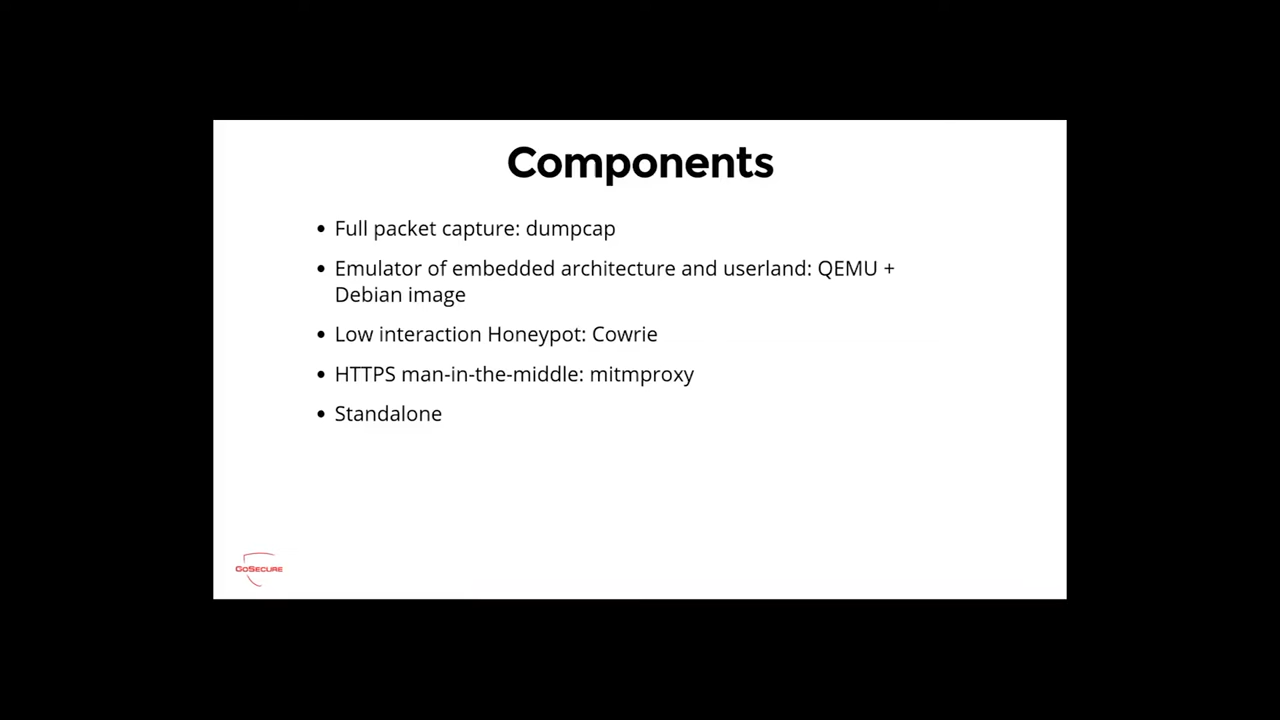 Components
• Full packet capture: dumpcap
• Emulator of embedded architecture and userland: QEMU +
Debian image
• Low interaction Honeypot: Cowrie
• HTTPS man-in-the-middle: mitmproxy
• Standalone
GoSecure